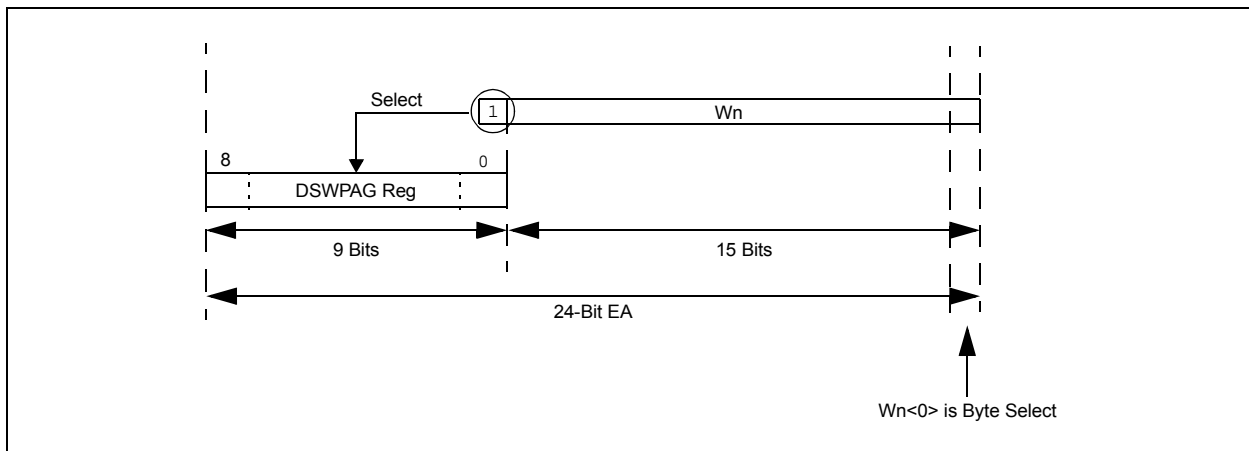 Select
1
Wn
8
0
DSWPAG Reg
9 Bits
15 Bits
24-Bit EA
Wn<0> is Byte Select